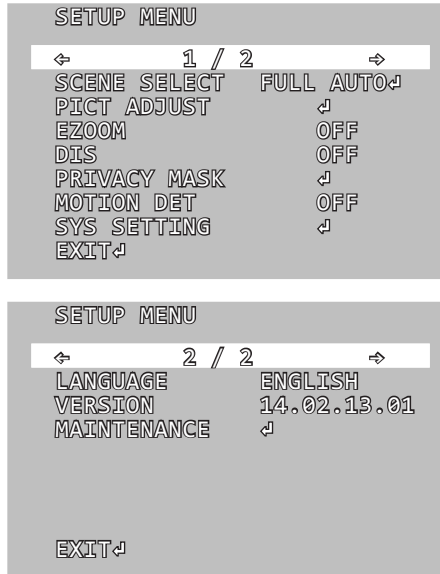 SETUP MENU
← 1 / 2 →
SCENE SELECT FULL AUTO↲
PICT ADJUST ↲
EZOOM OFF
DIS OFF
PRIVACY MASK ↲
MOTION DET OFF
SYS SETTING ↲
EXIT↲
SETUP MENU
← 2 / 2 →
LANGUAGE ENGLISH
VERSION 14.02.13.01
MAINTENANCE ↲
EXIT↲